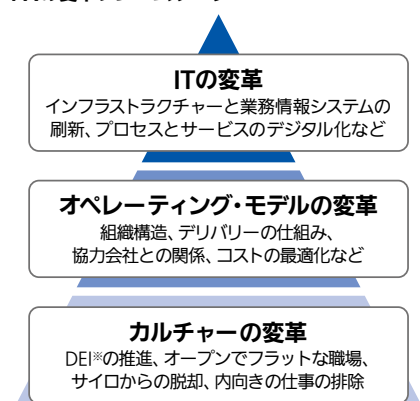 ITの変革
インフラストラクチャーと業務情報システムの
刷新、プロセスとサービスのデジタル化など
オペレーティング・モデルの変革
組織構造、デリバリーの仕組み、
協力会社との関係、コストの最適化など
カルチャーの変革
DEI※の推進、オープンでフラットな職場、
サイロからの脱却、内向きの仕事の排除